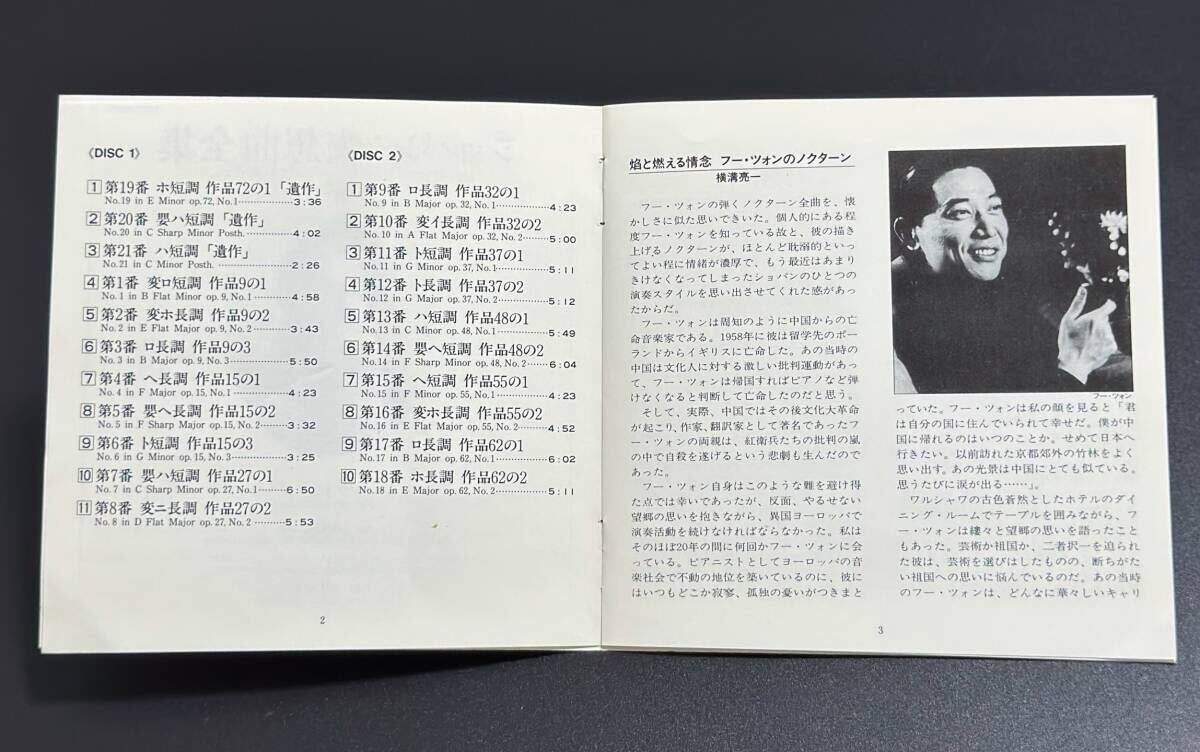 〈DISC 1〉
1 第19番 ホ短調 作品72の1「遺作」
No.19 in E Minor op.72, No.1……………3:36
2 第20番 嬰ハ短調「遺作」
No.20 in C Sharp Minor Posth.……………4:02
3 第21番 ハ短調「遺作」
No.21 in C Minor Posth.……………2:26
4 第1番 変ロ短調 作品9の1
No.1 in B Flat Minor op.9, No.1…………4:58
5 第2番 変ホ長調 作品9の2
No.2 in E Flat Major op.9, No.2…………3:43
6 第3番 ロ長調 作品9の3
No.3 in B Major op.9, No.3……………5:50
7 第4番 ヘ長調 作品15の1
No.4 in F Major op.15, No.1……………4:23
8 第5番 嬰ヘ長調 作品15の2
No.5 in F Sharp Major op.15, No.2………3:32
9 第6番 ト短調 作品15の3
No.6 in G Minor op.15, No.3……………3:25
10 第7番 嬰ハ短調 作品27の1
No.7 in C Sharp Minor op.27, No.1………6:50
11 第8番 変ニ長調 作品27の2
No.8 in D Flat Major op.27, No.2…………5:53
〈DISC 2〉
1 第9番 ロ長調 作品32の1
No.9 in B Major op.32, No.1……………4:23
2 第10番 変イ長調 作品32の2
No.10 in A Flat Major op.32, No.2………5:00
3 第11番 ト短調 作品37の1
No.11 in G Minor op.37, No.1……………5:11
4 第12番 ト長調 作品37の2
No.12 in G Major op.37, No.2……………5:12
5 第13番 ハ短調 作品48の1
No.13 in C Minor op.48, No.1……………5:49
6 第14番 嬰ヘ短調 作品48の2
No.14 in F Sharp Minor op.48, No.2………6:04
7 第15番 ヘ短調 作品55の1
No.15 in F Minor op.55, No.1……………4:23
8 第16番 変ホ長調 作品55の2
No.16 in E Flat Major op.55, No.2………4:52
9 第17番 ロ長調 作品62の1
No.17 in B Major op.62, No.1……………6:02
10 第18番 ホ長調 作品62の2
No.18 in E Major op.62, No.2……………5:11
2
焰と燃える情念 フー・ツォンのノクターン
横溝亮一
フー・ツォンの弾くノクターン全曲を、懐
かしさに似た思いできいた。個人的にある程
度フー・ツォンを知っている故と、彼の描き
上げるノクターンが、ほとんど耽溺的といっ
てよい程に情緒が濃厚で、もう最近はあまり
きけなくなってしまったショパンのひとつの
演奏スタイルを思い出させてくれた感があっ
たからだ。
フー・ツォンは周知のように中国からの亡
命音楽家である。1958年に彼は留学先のポー
ランドからイギリスに亡命した。あの当時の
中国は文化人に対する激しい批判運動があっ
て、フー・ツォンは帰国すればピアノなど弾
けなくなると判断して亡命したのだと思う。
そして、実際、中国ではその後文化大革命
が起こり、作家、翻訳家として著名であったフ
ー・ツォンの両親は、紅衛兵たちの批判の嵐
の中で自殺を遂げるという悲劇も生んだので
あった。
フー・ツォン自身はこのような難を避け得
た点では幸いであったが、反面、やるせない
望郷の思いを抱きながら、異国ヨーロッパで
演奏活動を続けなければならなかった。私は
そのほぼ20年の間に何回かフー・ツォンに会
っている。ピアニストとしてヨーロッパの音
楽社会で不動の地位を築いているのに、彼に
はいつもどこか寂寥、孤独の憂いがつきまと
フー・ツォン
っていた。フー・ツォンは私の顔を見ると「君
は自分の国に住んでいられて幸せだ。僕が中
国に帰れるのはいつのことか。せめて日本へ
行きたい。以前訪れた京都郊外の竹林をよく
思い出す。あの光景は中国にとても似ている。
思うたびに涙が出る……」。
ワルシャワの古色蒼然としたホテルのダイ
ニング・ルームでテーブルを囲みながら、フ
ー・ツォンは縷々と望郷の思いを語ったこと
もあった。芸術か祖国か、二者択一を迫られ
た彼は、芸術を選びはしたものの、断ちがた
い祖国への思いに悩んでいるのだ。あの当時
のフー・ツォンは、どんなに華々しいキャリ
3